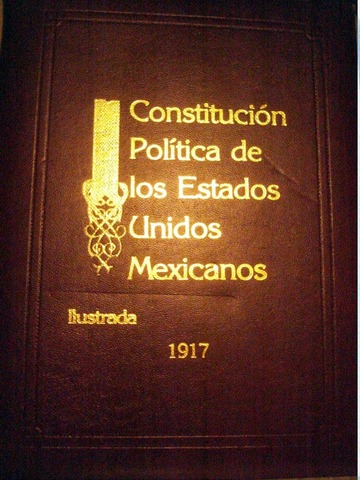 Constitución
Política de
los Estados
Unidos
Mexicanos
Ilustrada
1917